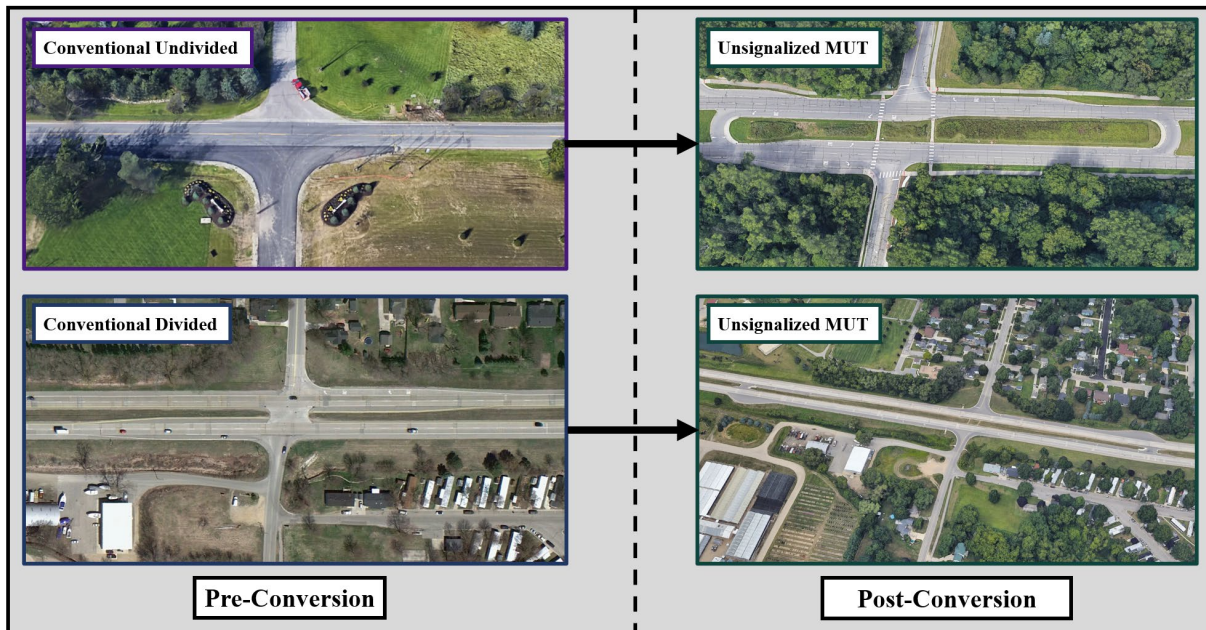 Conventional Undivided
Unsignalized MUT
Conventional Divided
Unsignalized MUT
Pre-Conversion
Post-Conversion